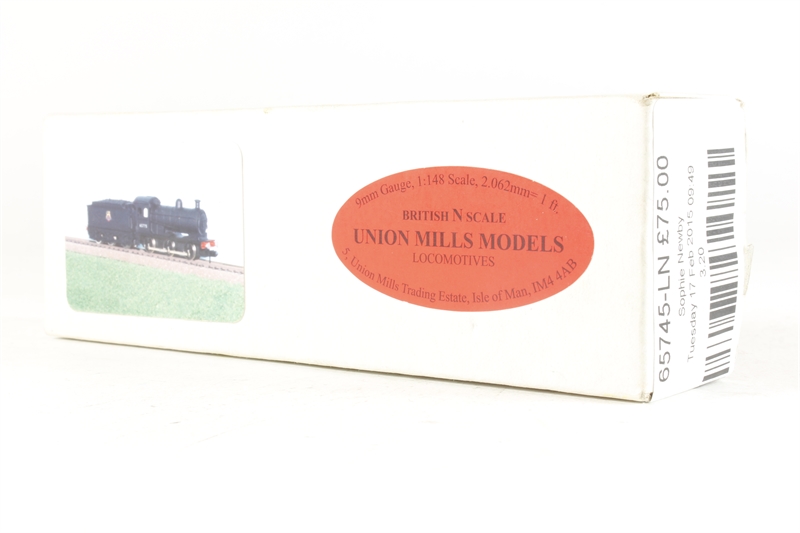 9mm Gauge, 1:148 Scale, 2.062mm= 1 ft.
BRITISH N SCALE
UNION MILLS MODELS
LOCOMOTIVES
5, Union Mills Trading Estate, Isle of Man, IM4 4AB
65745-LN £75.00
Sophie Newby
Tuesday 17 Feb 2015 09 49
3.20